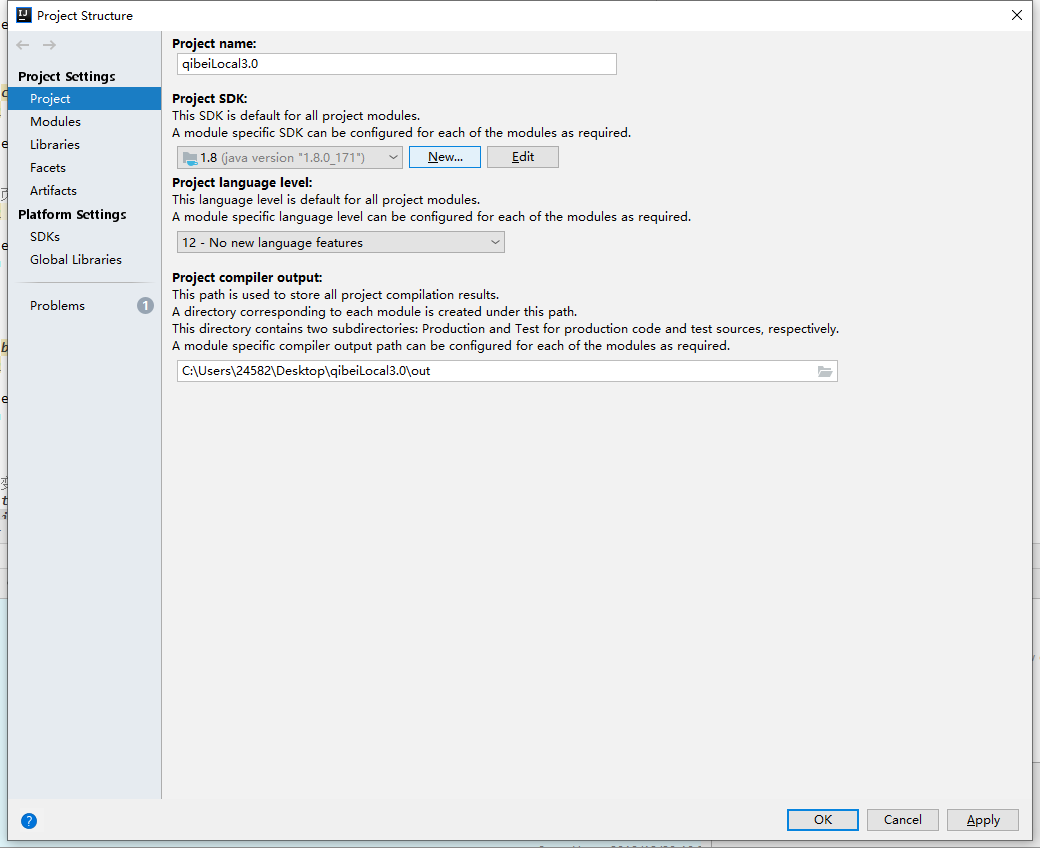 Project Structure
Project name:
qibeiLocal3.0
Project Settings
Project
Modules
Libraries
Facets
Artifacts
Platform Settings
SDKs
Global Libraries
Problems
1
Project SDK:
This SDK is default for all project modules.
A module specific SDK can be configured for each of the modules as required.
1.8 (java version "1.8.0_171")
New...
Edit
Project language level:
This language level is default for all project modules.
A module specific language level can be configured for each of the modules as required.
12 - No new language features
Project compiler output:
This path is used to store all project compilation results.
A directory corresponding to each module is created under this path.
This directory contains two subdirectories: Production and Test for production code and test sources, respectively.
A module specific compiler output path can be configured for each of the modules as required.
C:\Users\24582\Desktop\qibeiLocal3.0\out
?
OK
Cancel
Apply